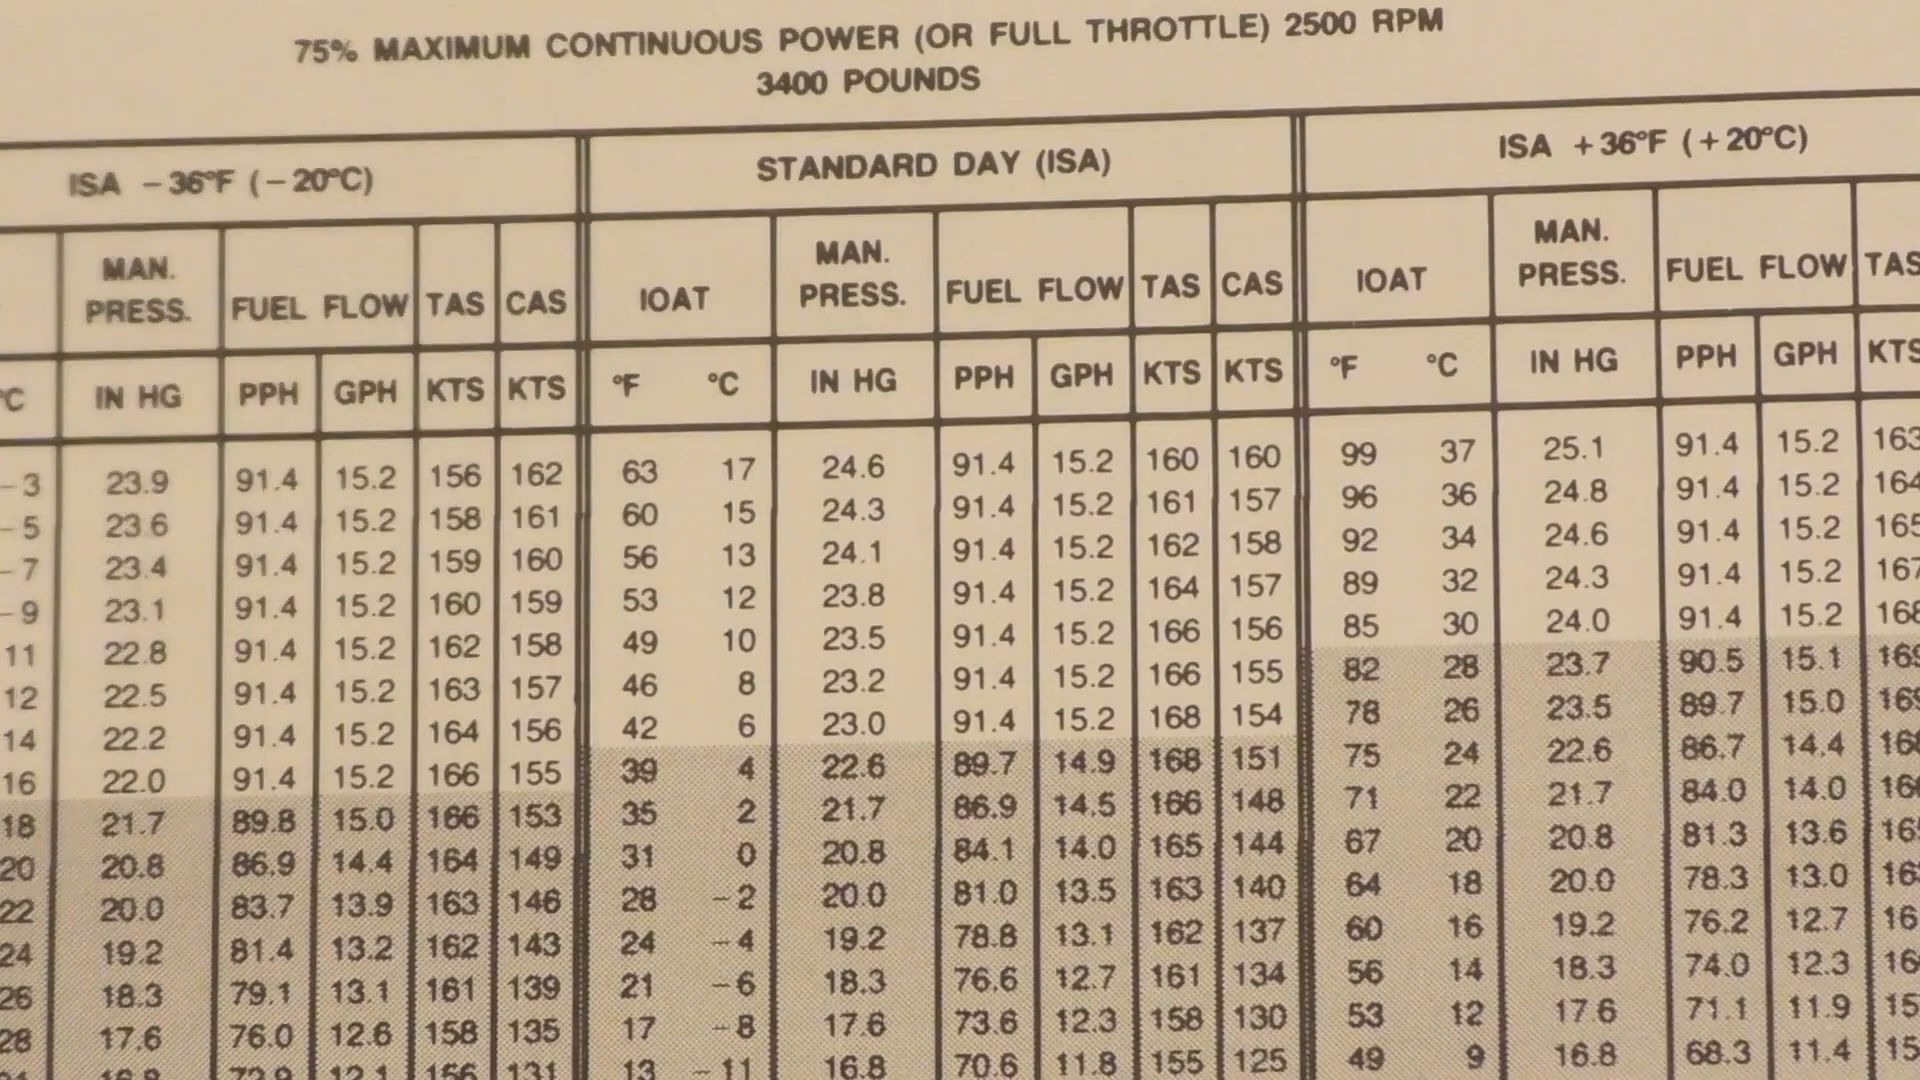 75% MAXIMUM CONTINUOUS POWER (OR FULL THROTTLE) 2500 RPM
3400 POUNDS
ISA –36°F (–20°C) STANDARD DAY (ISA) ISA +36°F (+20°C)
MAN. PRESS. FUEL FLOW TAS CAS IOAT MAN. PRESS. FUEL FLOW TAS CAS IOAT MAN. PRESS. FUEL FLOW TAS
°C IN HG PPH GPH KTS KTS °F °C IN HG PPH GPH KTS KTS °F °C IN HG PPH GPH KTS
–3 23.9 91.4 15.2 156 162 63 17 24.6 91.4 15.2 160 160 99 37 25.1 91.4 15.2 163
–5 23.6 91.4 15.2 158 161 60 15 24.3 91.4 15.2 161 157 96 36 24.8 91.4 15.2 164
–7 23.4 91.4 15.2 159 160 56 13 24.1 91.4 15.2 162 158 92 34 24.6 91.4 15.2 165
–9 23.1 91.4 15.2 160 159 53 12 23.8 91.4 15.2 164 157 89 32 24.3 91.4 15.2 167
11 22.8 91.4 15.2 162 158 49 10 23.5 91.4 15.2 166 156 85 30 24.0 91.4 15.2 168
12 22.5 91.4 15.2 163 157 46 8 23.2 91.4 15.2 166 155 82 28 23.7 90.5 15.1 169
14 22.2 91.4 15.2 164 156 42 6 23.0 91.4 15.2 168 154 78 26 23.5 89.7 15.0 169
16 22.0 91.4 15.2 166 155 39 4 22.6 89.7 14.9 168 151 75 24 22.6 86.7 14.4 168
18 21.7 89.8 15.0 166 153 35 2 21.7 86.9 14.5 166 148 71 22 21.7 84.0 14.0 166
20 20.8 86.9 14.4 164 149 31 0 20.8 84.1 14.0 165 144 67 20 20.8 81.3 13.6 165
22 20.0 83.7 13.9 163 146 28 –2 20.0 81.0 13.5 163 140 64 18 20.0 78.3 13.0
24 19.2 81.4 13.2 162 143 24 –4 19.2 78.8 13.1 162 137 60 16 19.2 76.2 12.7
26 18.3 79.1 13.1 161 139 21 –6 18.3 76.6 12.7 161 134 56 14 18.3 74.0 12.3
28 17.6 76.0 12.6 158 135 17 –8 17.6 73.6 12.3 158 130 53 12 17.6 71.1 11.9
16.8 72.9 12.1 156 131 13 –11 16.8 70.6 11.8 155 125 49 9 16.8 68.3 11.4